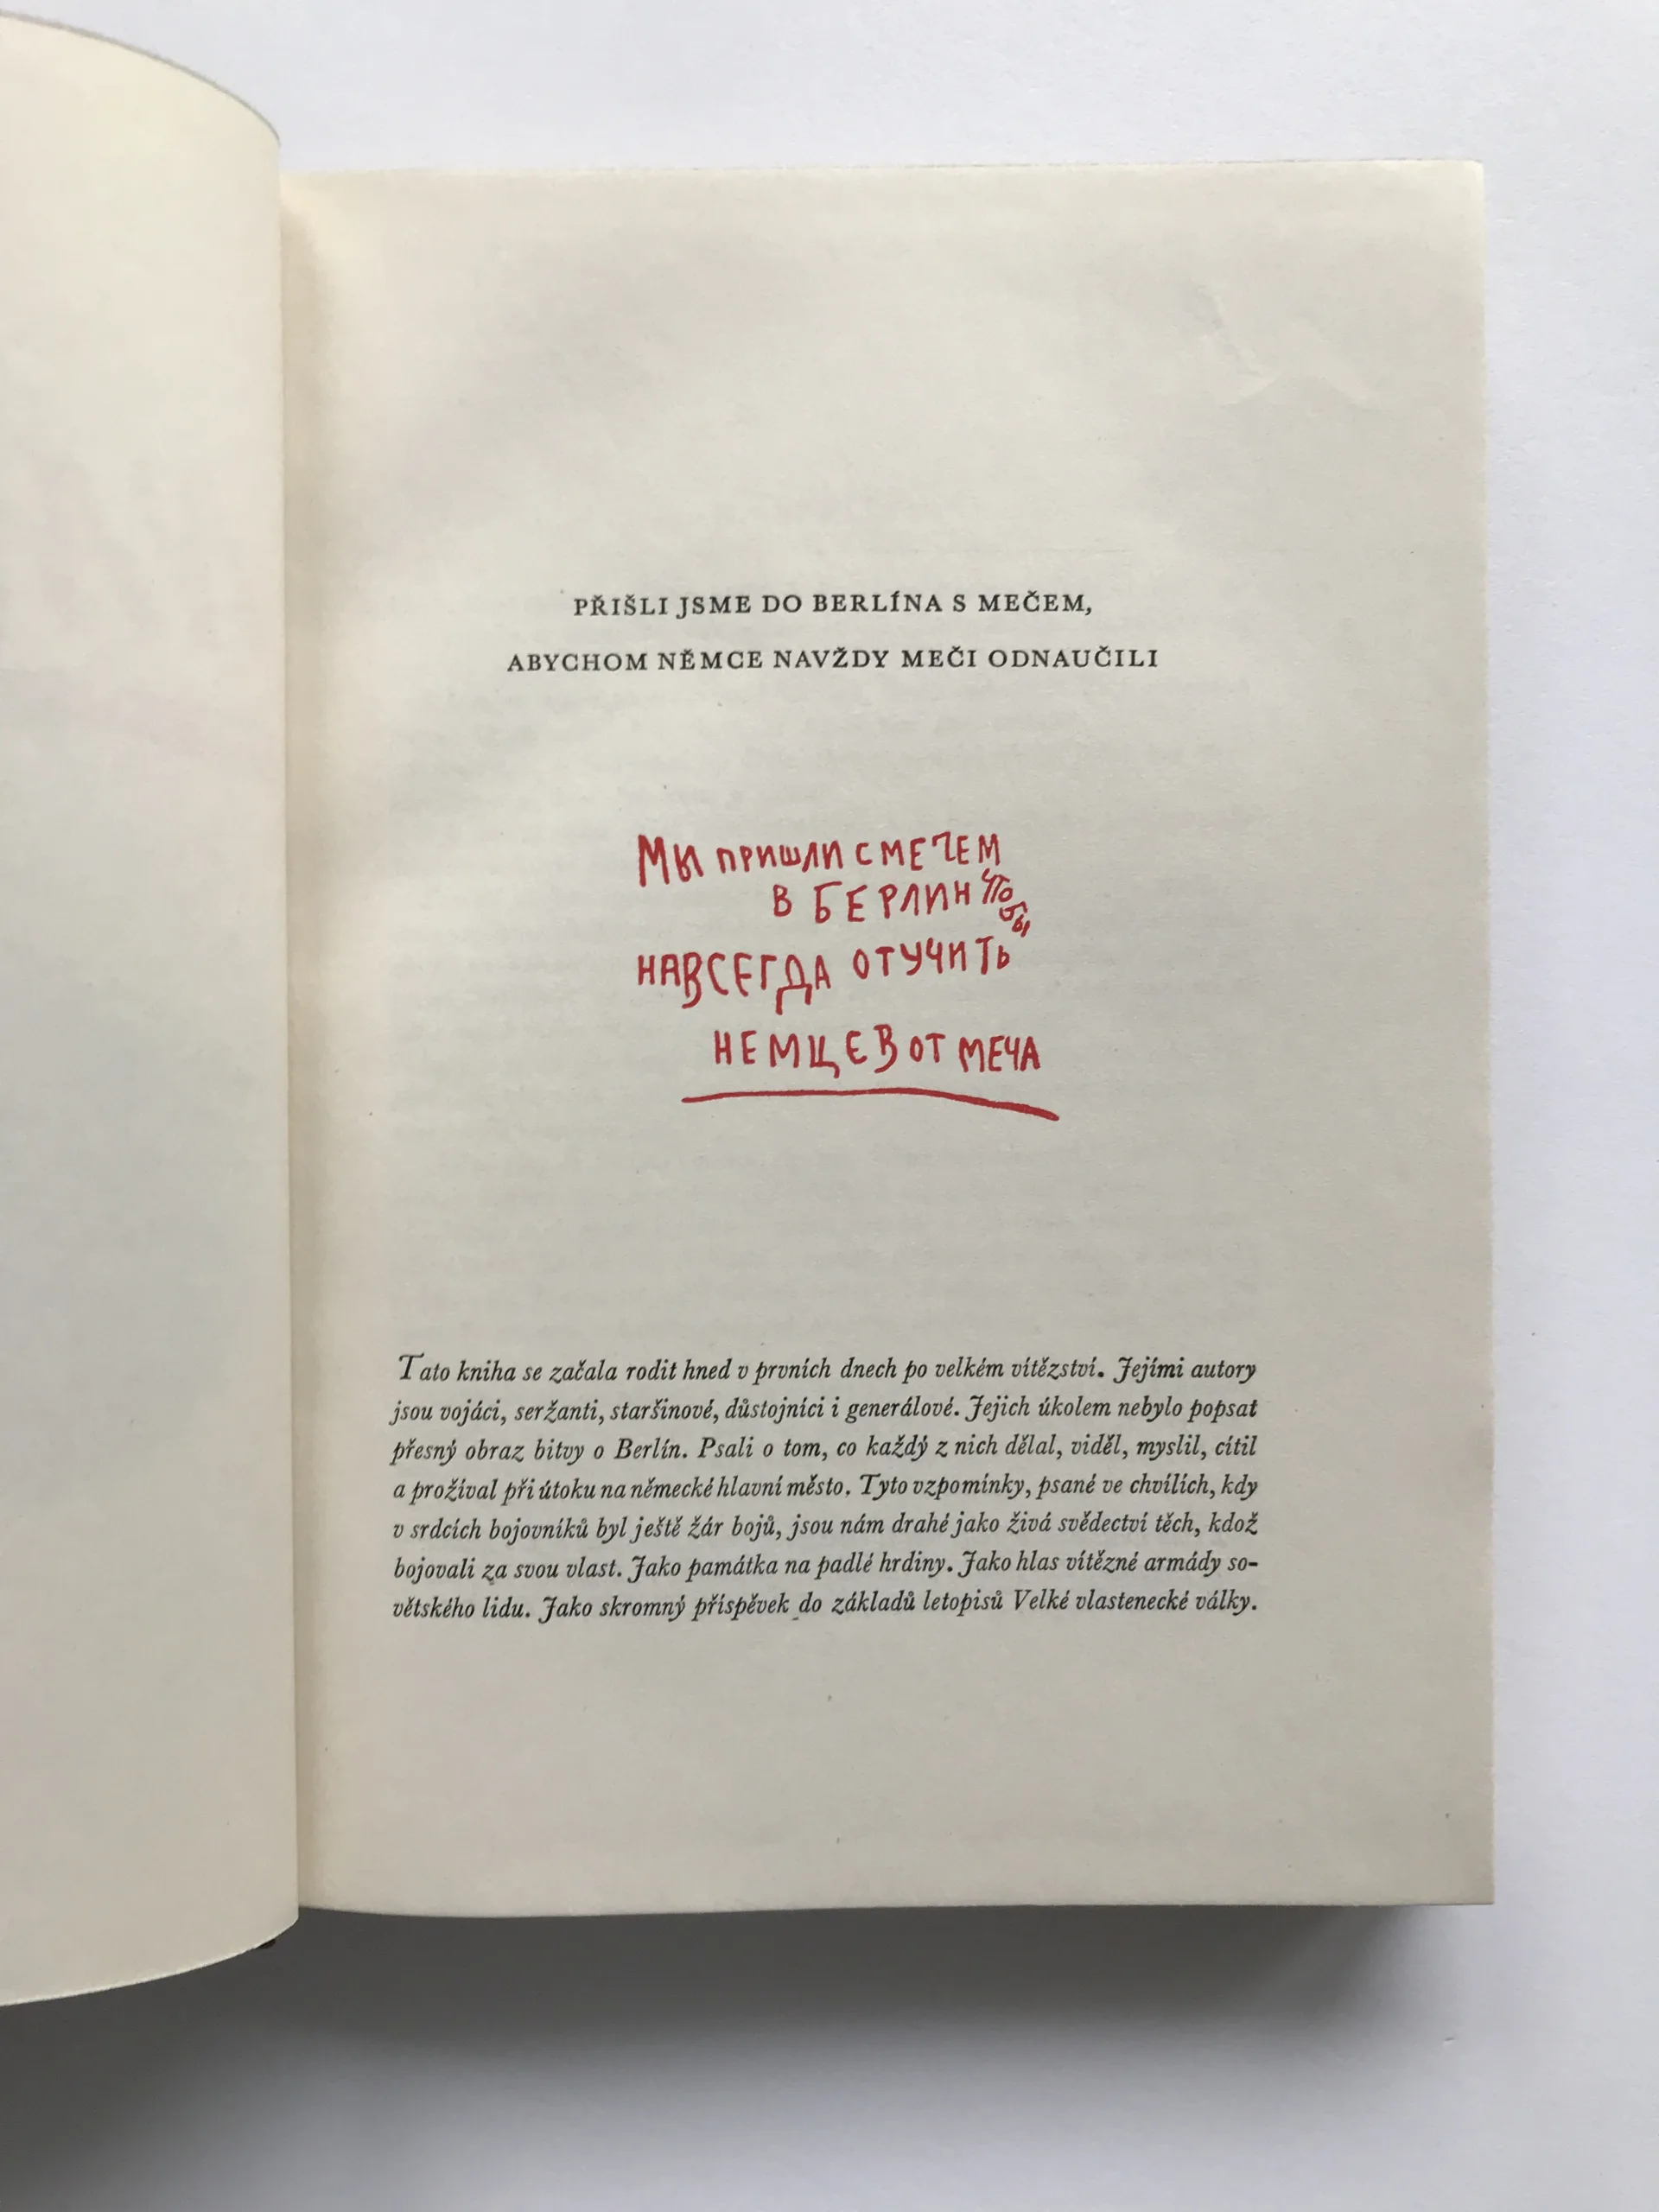 PŘIŠLI JSME DO BERLÍNA S MEČEM,
ABYCHOM NĚMCE NAVŽDY MEČI ODNAUČILI
МЫ ПРИШЛИ С МЕЧЕМ
В БЕРЛИН ЧТОБЫ
НАВСЕГДА ОТУЧИТЬ
НЕМЦЕВ ОТ МЕЧА
Tato kniha se začala rodit hned v prvních dnech po velkém vítězství. Jejími autory
jsou vojáci, seržanti, staršinové, důstojníci i generálové. Jejich úkolem nebylo popsat
přesný obraz bitvy o Berlín. Psali o tom, co každý z nich dělal, viděl, myslil, cítil
a prožíval při útoku na německé hlavní město. Tyto vzpomínky, psané ve chvílích, kdy
v srdcích bojovníků byl ještě žár bojů, jsou nám drahé jako živá svědectví těch, kdož
bojovali za svou vlast. Jako památka na padlé hrdiny. Jako hlas vítězné armády so-
větského lidu. Jako skromný příspěvek do základů letopisů Velké vlastenecké války.